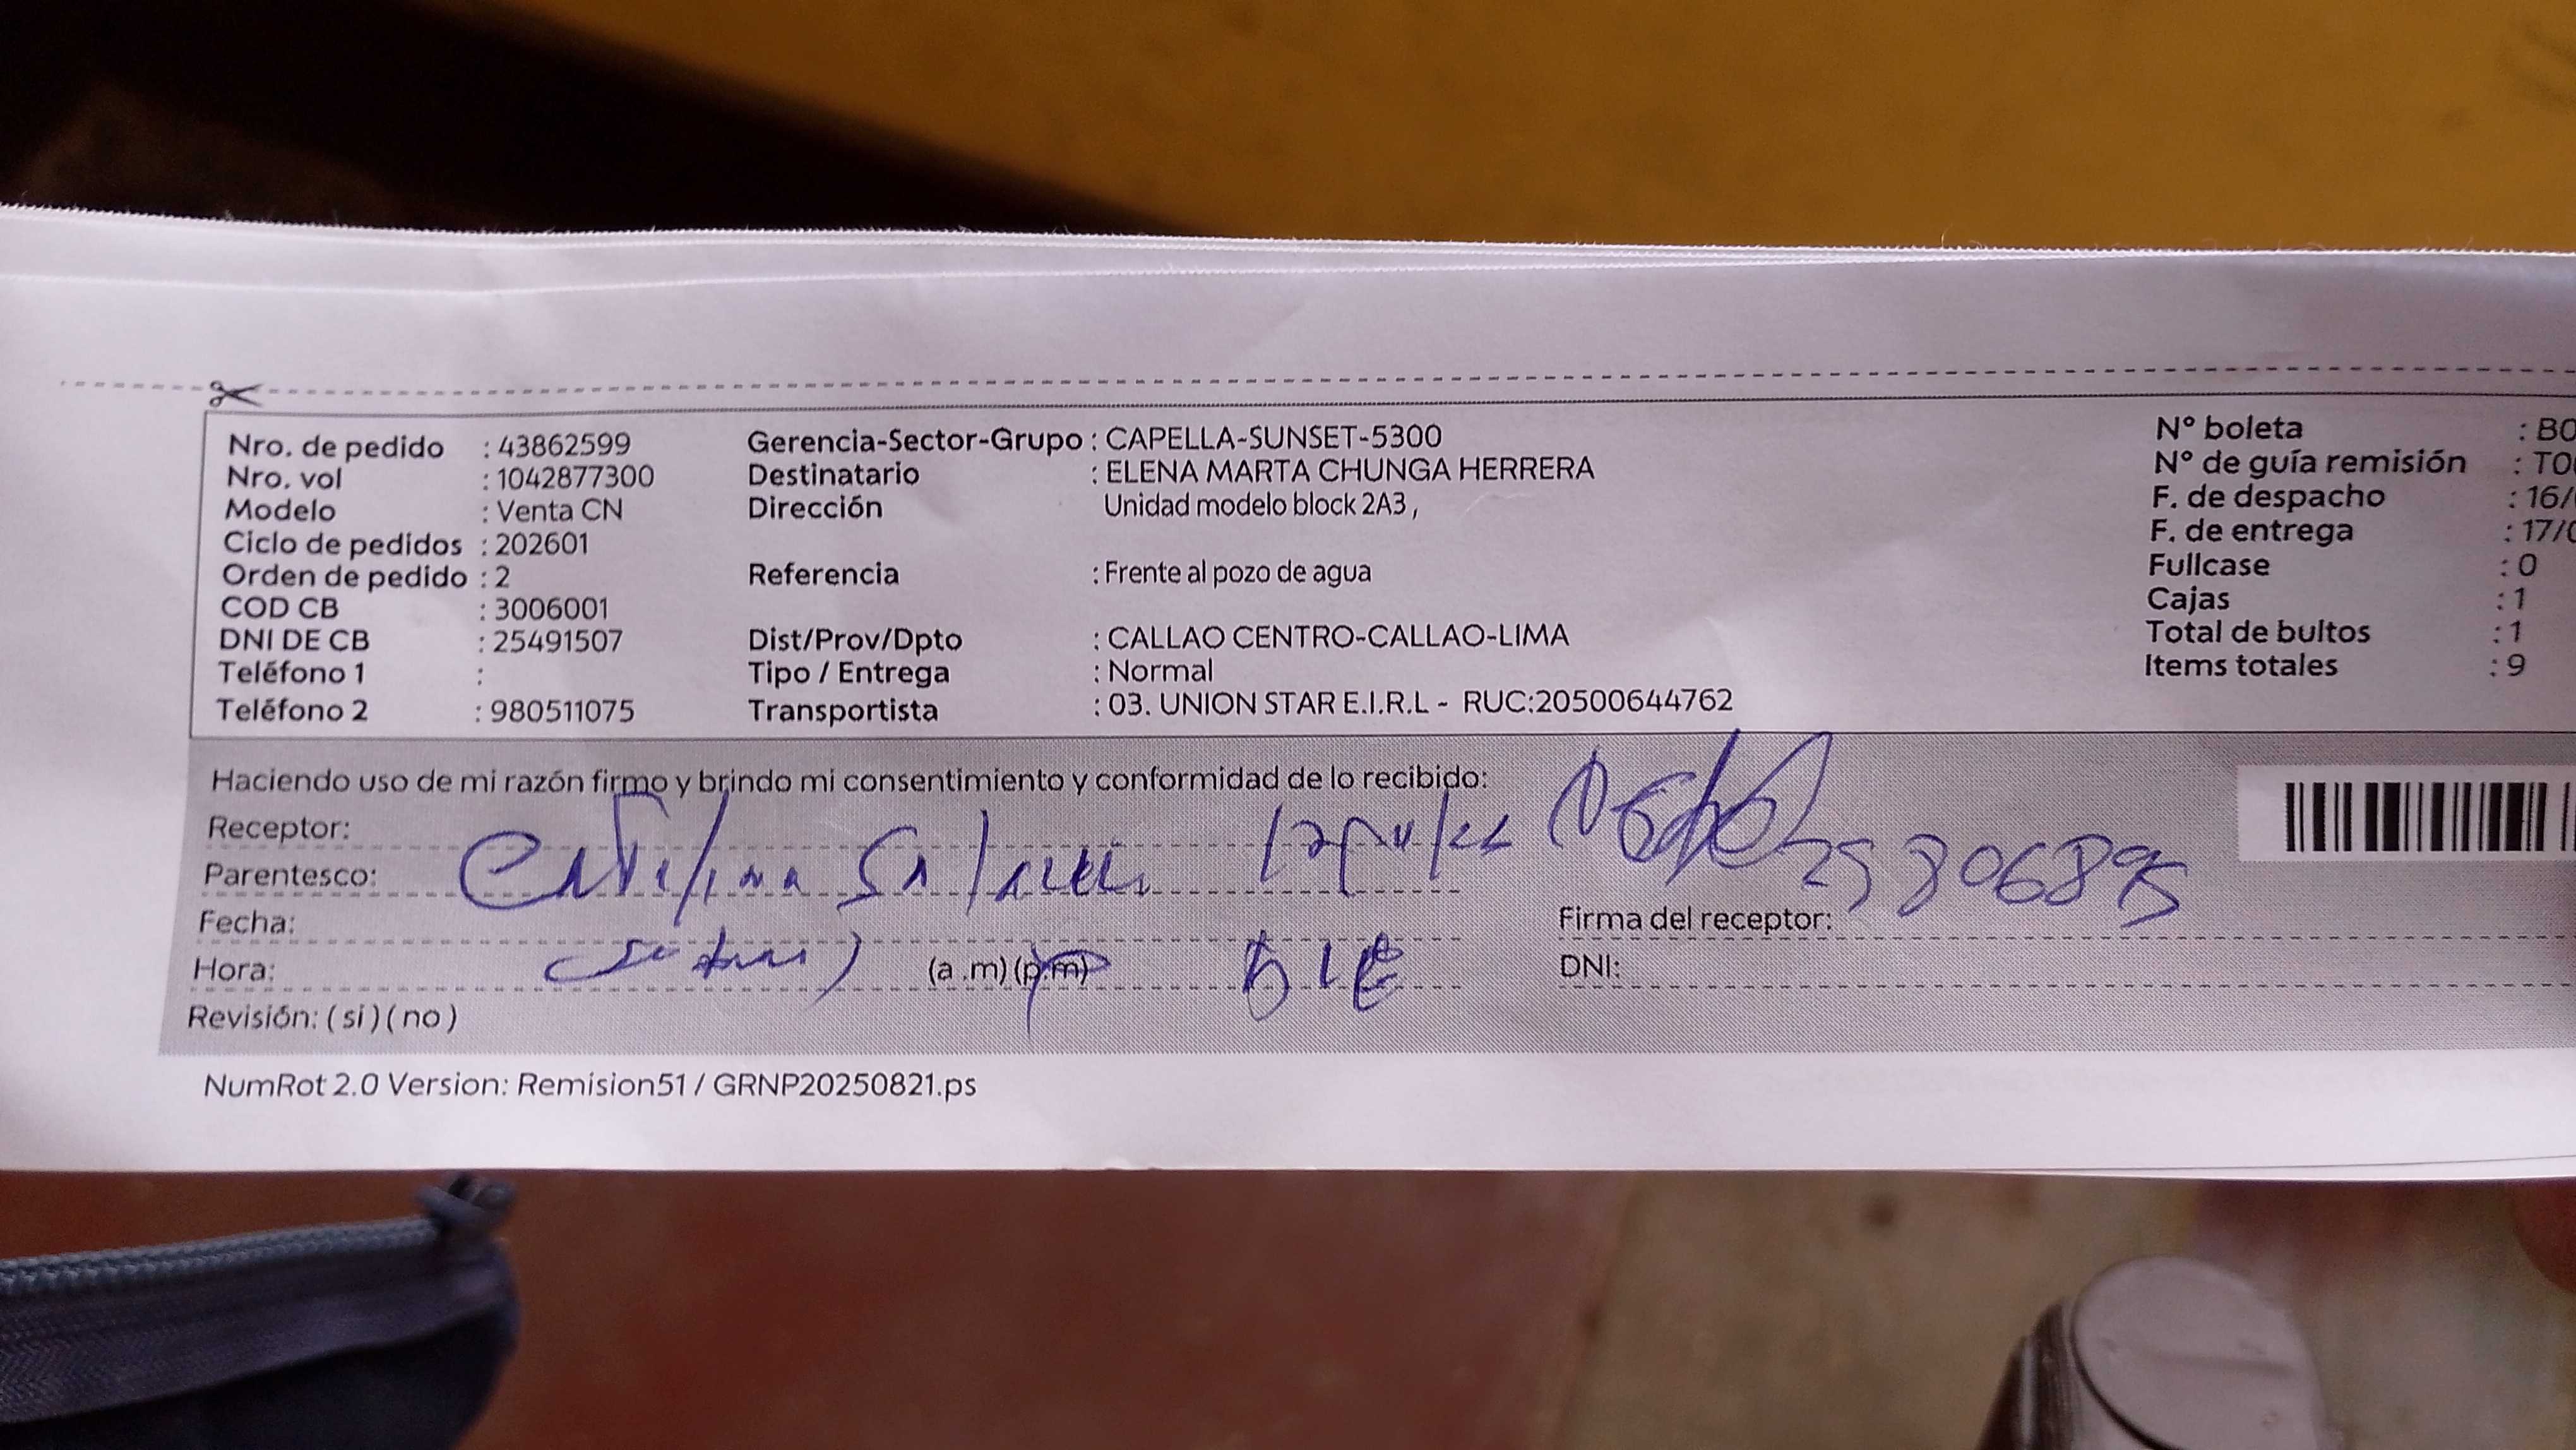 Nro. de pedido : 43862599 Gerencia-Sector-Grupo : CAPELLA-SUNSET-5300 N° boleta : B0
Nro. vol : 1042877300 Destinatario : ELENA MARTA CHUNGA HERRERA N° de guía remisión : T0
Modelo : Venta CN Dirección Unidad modelo block 2A3 , F. de despacho : 16/
Ciclo de pedidos : 202601 F. de entrega : 17/0
Orden de pedido : 2 Referencia : Frente al pozo de agua Fullcase : 0
COD CB : 3006001 Cajas : 1
DNI DE CB : 25491507 Dist/Prov/Dpto : CALLAO CENTRO-CALLAO-LIMA Total de bultos : 1
Teléfono 1 : Tipo / Entrega : Normal Items totales : 9
Teléfono 2 : 980511075 Transportista : 03. UNION STAR E.I.R.L - RUC:20500644762
Haciendo uso de mi razón firmo y brindo mi consentimiento y conformidad de lo recibido:
Receptor:
Parentesco: Catalina 25806895
Fecha: Firma del receptor:
Hora: (a .m) (p.m) DNI:
Revisión: ( si ) ( no )
NumRot 2.0 Version: Remision51 / GRNP20250821.ps